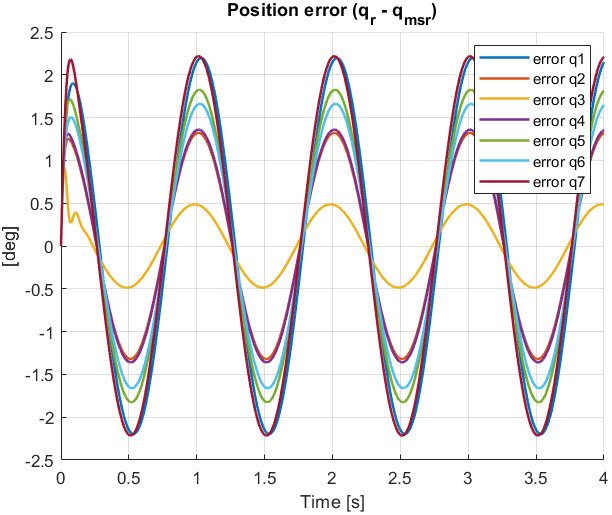 Position error (q_r - q_msr)
2.5
2
1.5
1
0.5
0
-0.5
-1
-1.5
-2
-2.5
[deg]
error q1
error q2
error q3
error q4
error q5
error q6
error q7
0 0.5 1 1.5 2 2.5 3 3.5 4
Time [s]